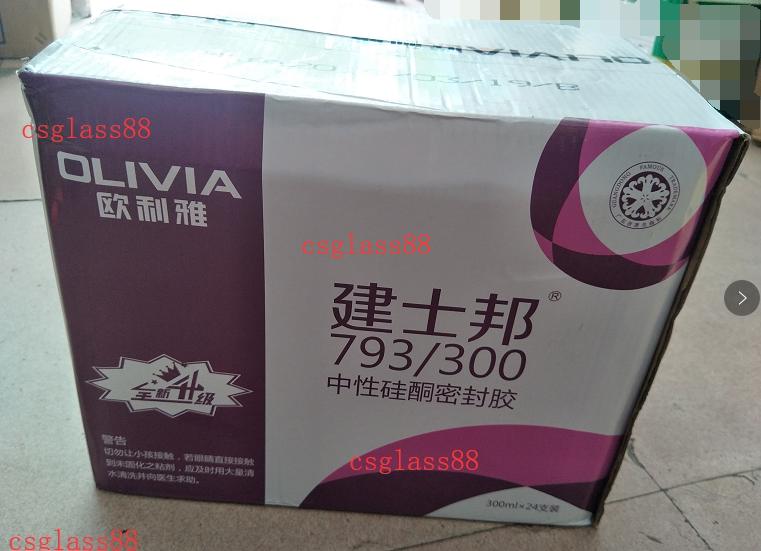 OLIVIA
欧利雅
建士邦®
793/300
中性硅酮密封胶
全新升级
警告
切勿让小孩接触，若眼睛直接接触
到未固化之粘剂，应及时用大量清
水清洗并向医生求助。
300ml×24支装
GUANGDONG FAMOUS TRADEMARK
csglass88
csglass88
csglass88
csglass88